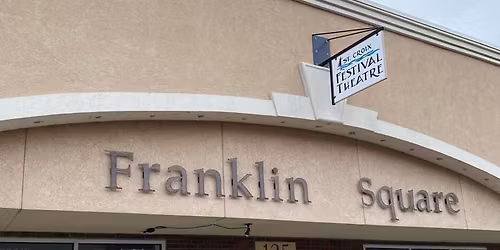 ST. CROIX
FESTIVAL
THEATRE
Franklin Square
125